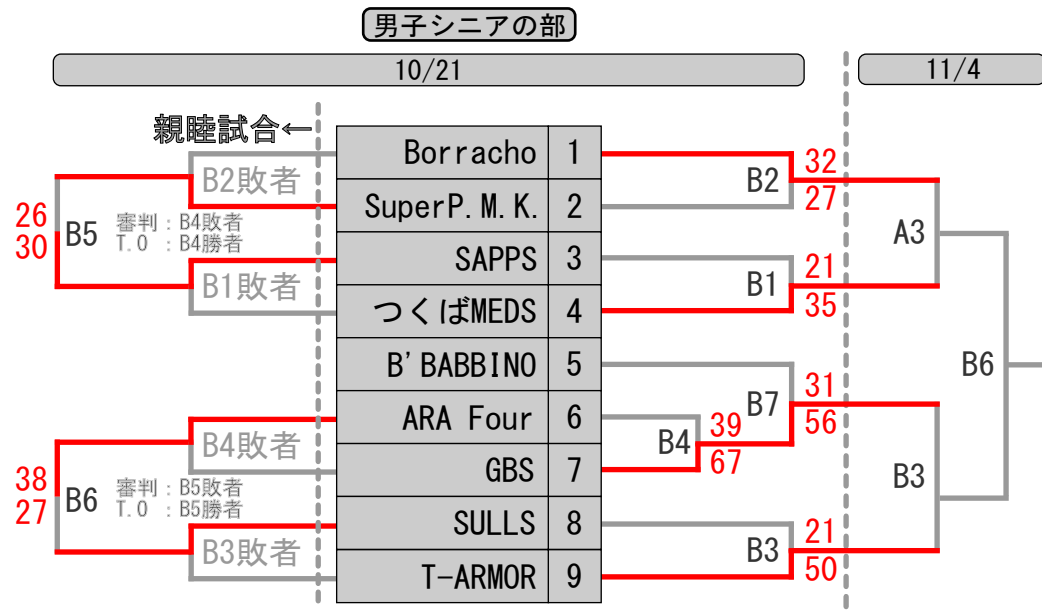 男子シニアの部
10/21
11/4
親睦試合←
Borracho 1
SuperP.M.K. 2
SAPPS 3
つくばMEDS 4
B'BABBINO 5
ARA Four 6
GBS 7
SULLS 8
T-ARMOR 9
B2敗者
26
30
B5
審判:B4敗者
T.O :B4勝者
B1敗者
B4敗者
38
27
B6
審判:B5敗者
T.O :B5勝者
B3敗者
B2
32
27
B1
21
35
B4
39
67
B7
31
56
B3
21
50
A3
B3
B6